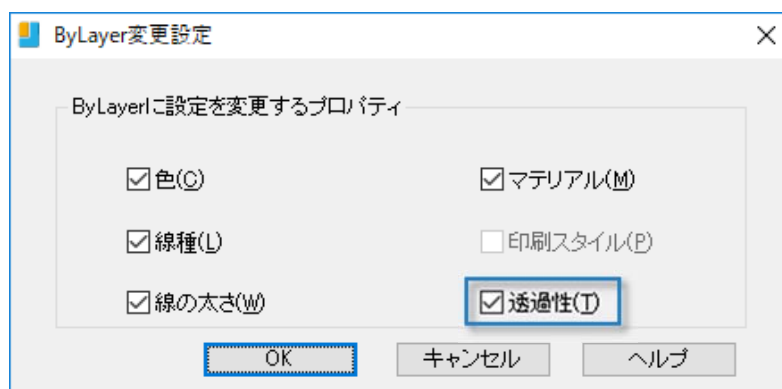 ByLayer変更設定
ByLayerに設定を変更するプロパティ
色(C)
マテリアル(M)
線種(L)
印刷スタイル(P)
線の太さ(W)
透過性(T)
OK
キャンセル
ヘルプ